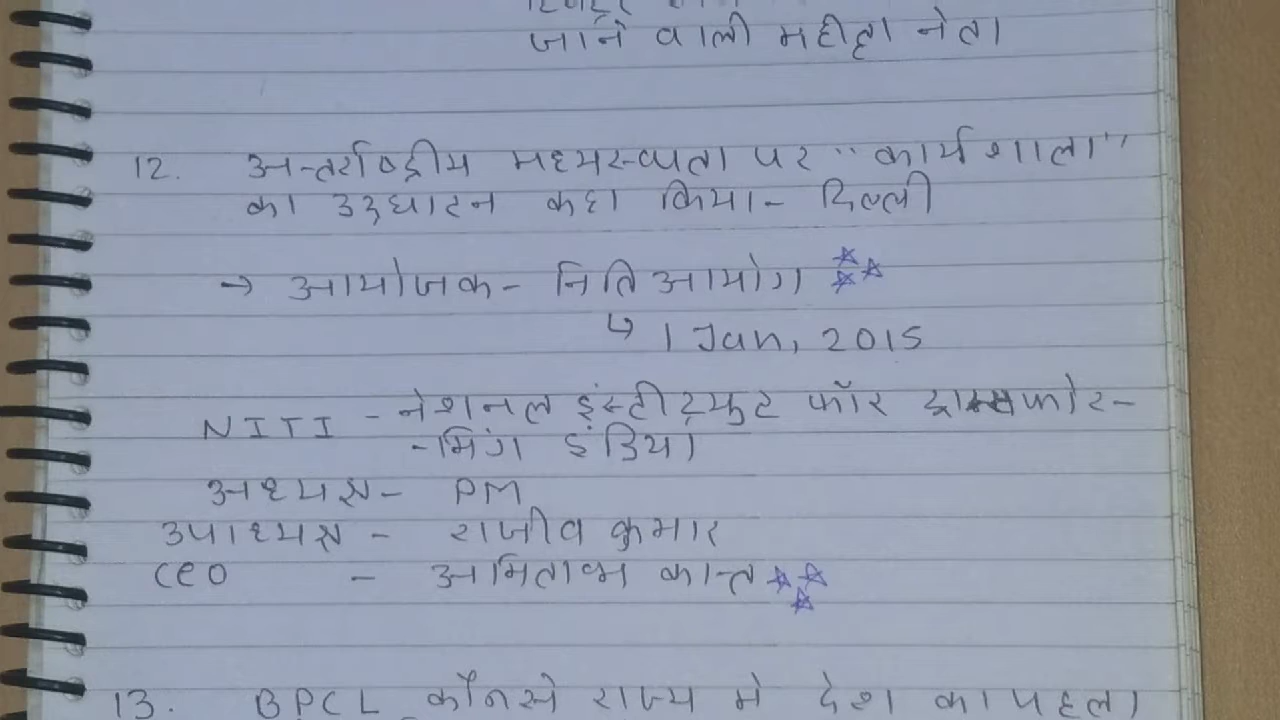 जाने वाली महीला नेता
12. अन्तर्राष्ट्रीय मध्यस्थता पर "कार्यशाला"
का उद्घाटन कहा किया - दिल्ली
→ आयोजक - निति आयोग
↳ 1 Jan, 2015
NITI - नेशनल इंस्टीट्यूट फॉर ट्रान्सफोर-
-मिंग इंडिया
अध्यक्ष - PM
उपाध्यक्ष - राजीव कुमार
CEO - अमिताभ कान्त
13. BPCL कौनसे राज्य मे देश का पहला